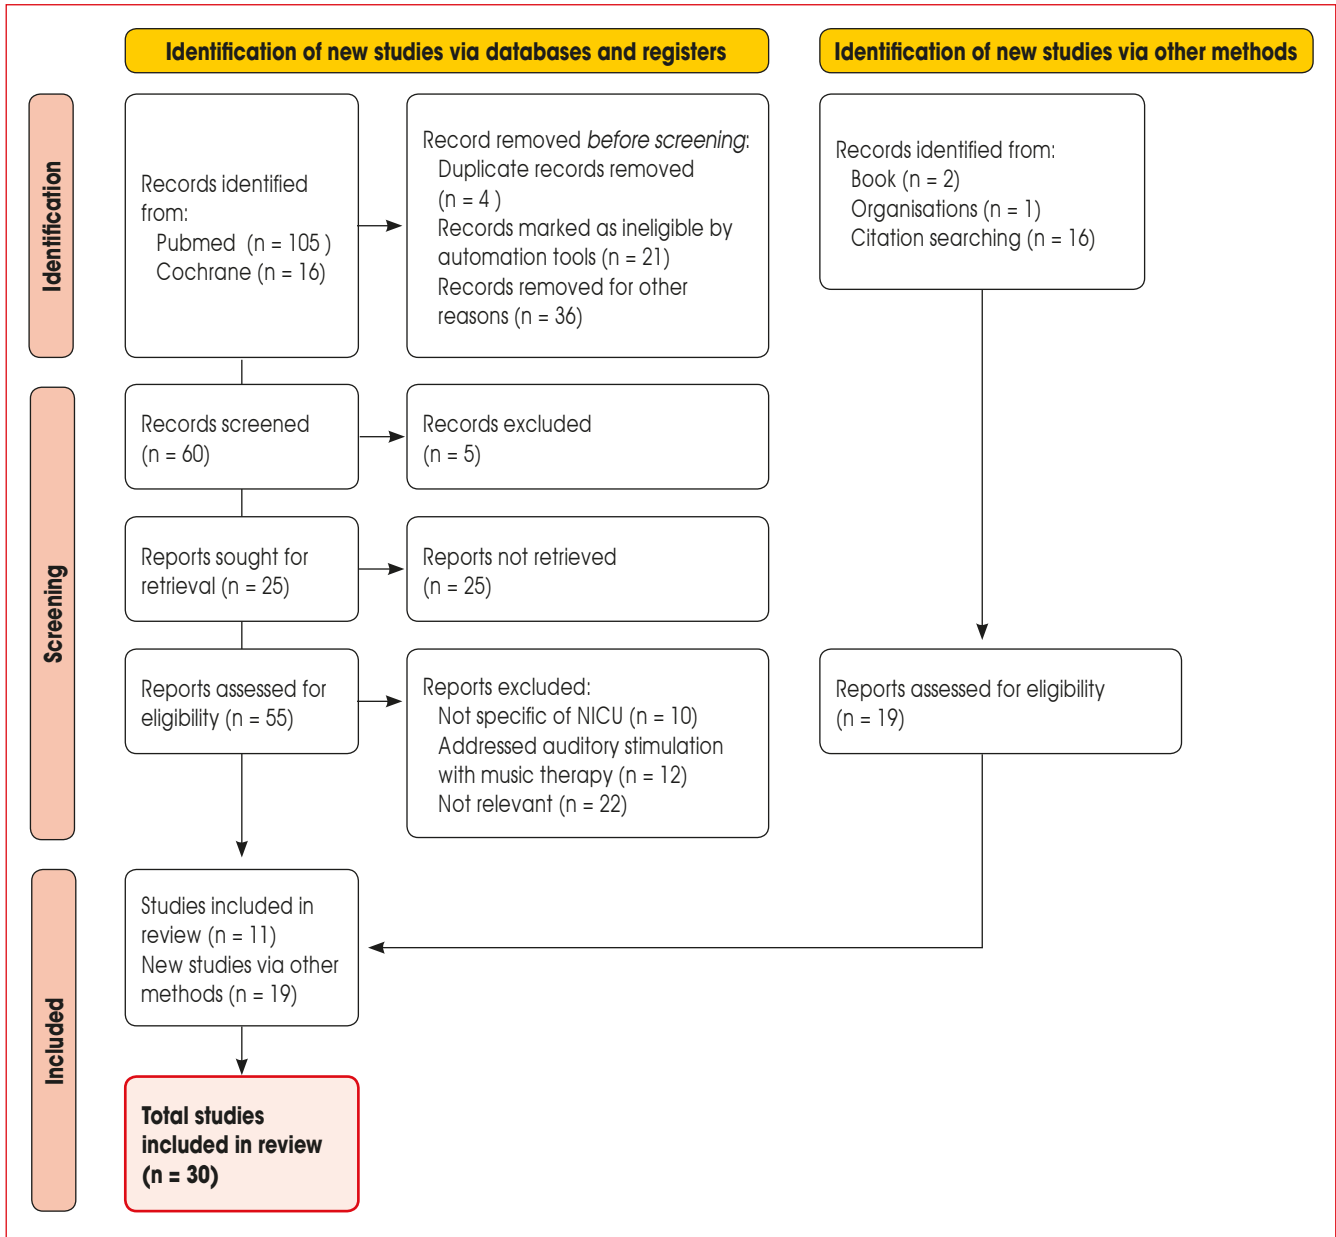 Identification of new studies via databases and registers
Identification of new studies via other methods
Identification
Records identified
from:
Pubmed (n = 105 )
Cochrane (n = 16)
Record removed before screening:
Duplicate records removed
(n = 4 )
Records marked as ineligible by
automation tools (n = 21)
Records removed for other
reasons (n = 36)
Records identified from:
Book (n = 2)
Organisations (n = 1)
Citation searching (n = 16)
Screening
Records screened
(n = 60)
Records excluded
(n = 5)
Reports sought for
retrieval (n = 25)
Reports not retrieved
(n = 25)
Reports assessed for
eligibility (n = 55)
Reports excluded:
Not specific of NICU (n = 10)
Addressed auditory stimulation
with music therapy (n = 12)
Not relevant (n = 22)
Reports assessed for eligibility
(n = 19)
Included
Studies included in
review (n = 11)
New studies via other
methods (n = 19)
Total studies
included in review
(n = 30)